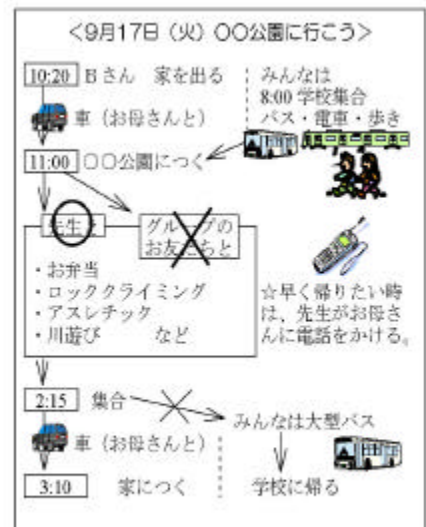 <9月17日（火）〇〇公園に行こう>
10:20 Bさん 家を出る
みんなは
8:00 学校集合
バス・電車・歩き
車（お母さんと）
11:00 〇〇公園につく
先生と
グループの
お友だちと
・お弁当
・ロッククライミング
・アスレチック
・川遊び など
☆早く帰りたい時
は、先生がお母さ
んに電話をかける。
2:15 集合
みんなは大型バス
車（お母さんと）
3:10 家につく
学校に帰る